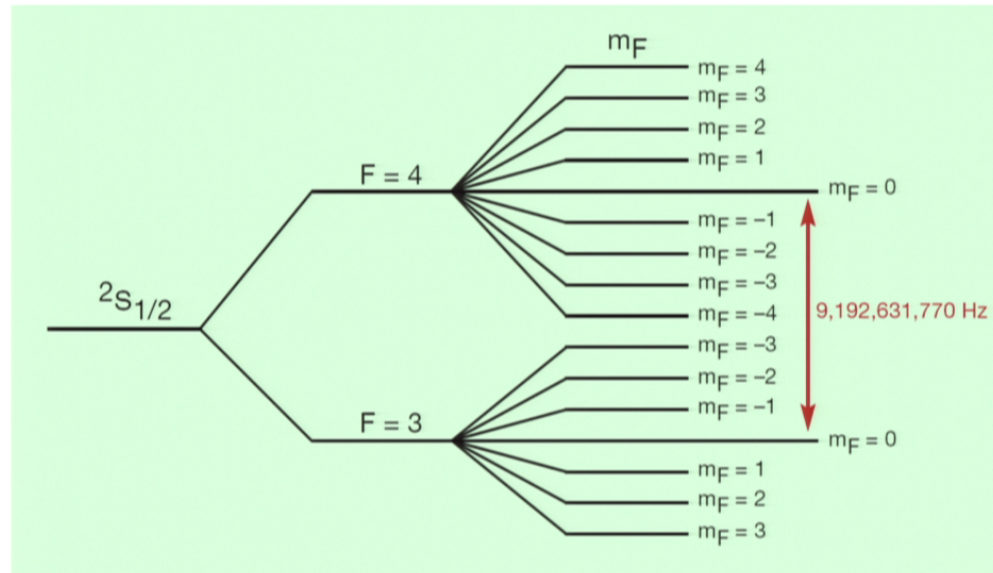 mF
mF = 4
mF = 3
mF = 2
mF = 1
F = 4
mF = 0
mF = –1
mF = –2
mF = –3
mF = –4
2S1/2
9,192,631,770 Hz
mF = –3
mF = –2
mF = –1
F = 3
mF = 0
mF = 1
mF = 2
mF = 3